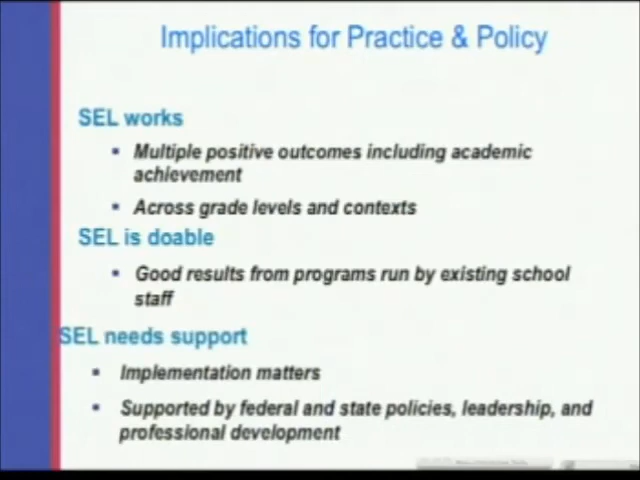 Implications for Practice & Policy
SEL works
▪ Multiple positive outcomes including academic
achievement
▪ Across grade levels and contexts
SEL is doable
▪ Good results from programs run by existing school
staff
SEL needs support
▪ Implementation matters
▪ Supported by federal and state policies, leadership, and
professional development